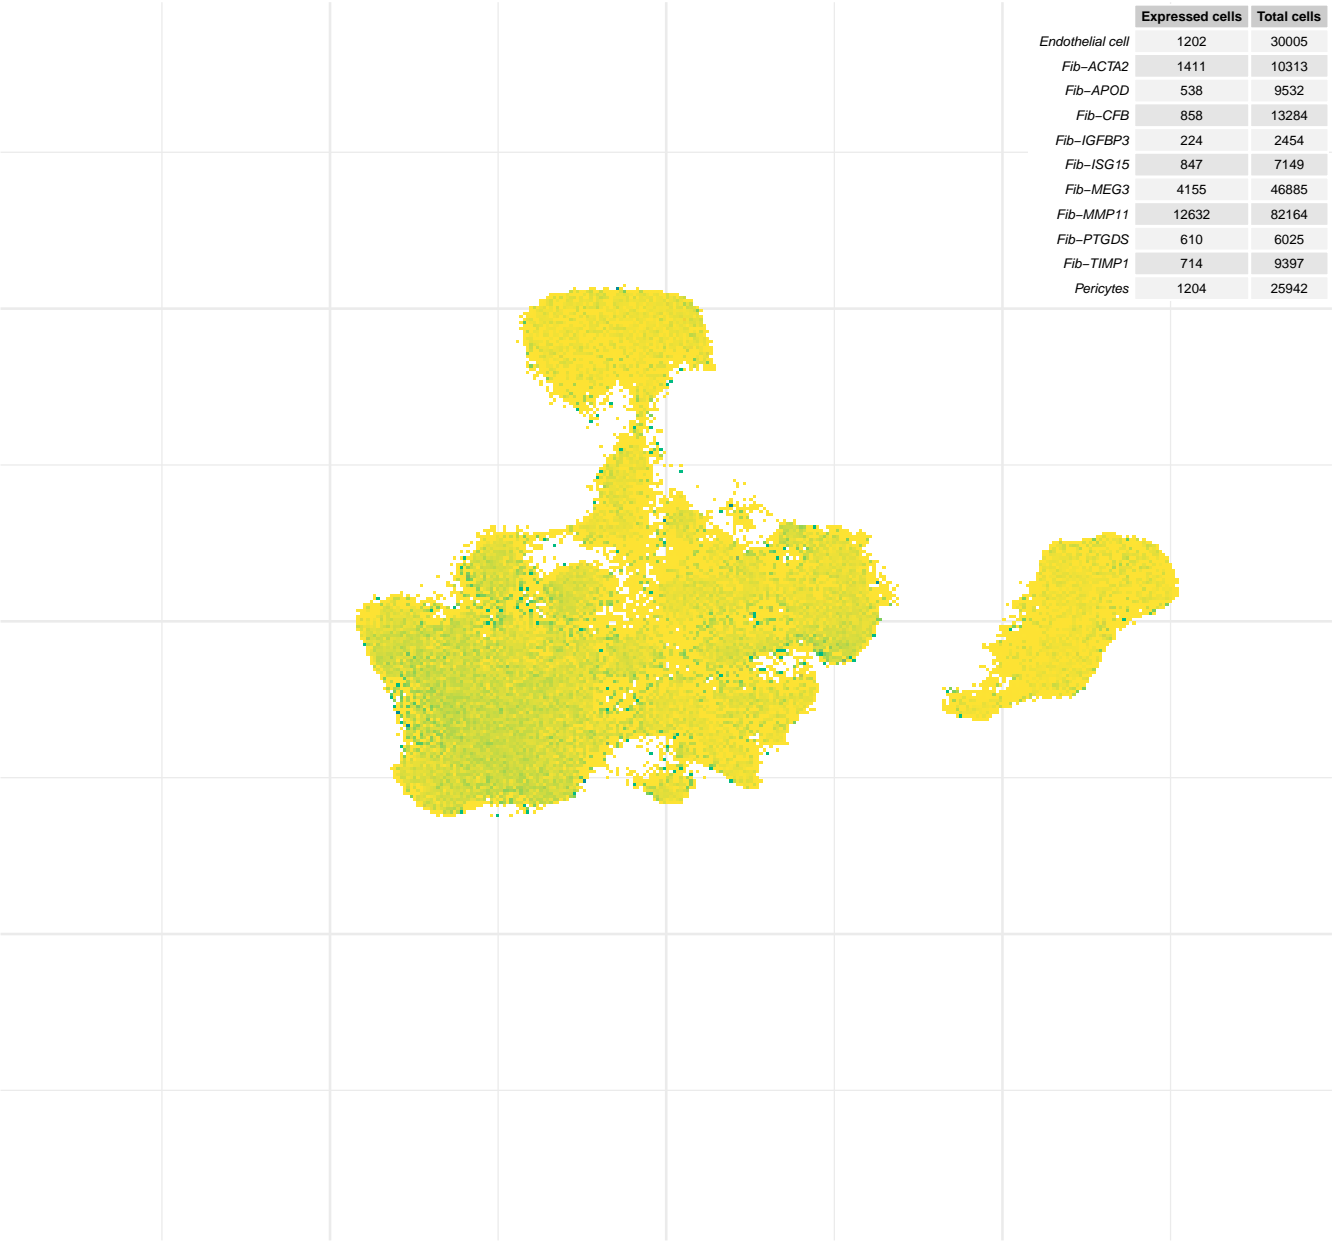 Expressed cells Total cells
Endothelial cell 1202 30005
Fib−ACTA2 1411 10313
Fib−APOD 538 9532
Fib−CFB 858 13284
Fib−IGFBP3 224 2454
Fib−ISG15 847 7149
Fib−MEG3 4155 46885
Fib−MMP11 12632 82164
Fib−PTGDS 610 6025
Fib−TIMP1 714 9397
Pericytes 1204 25942